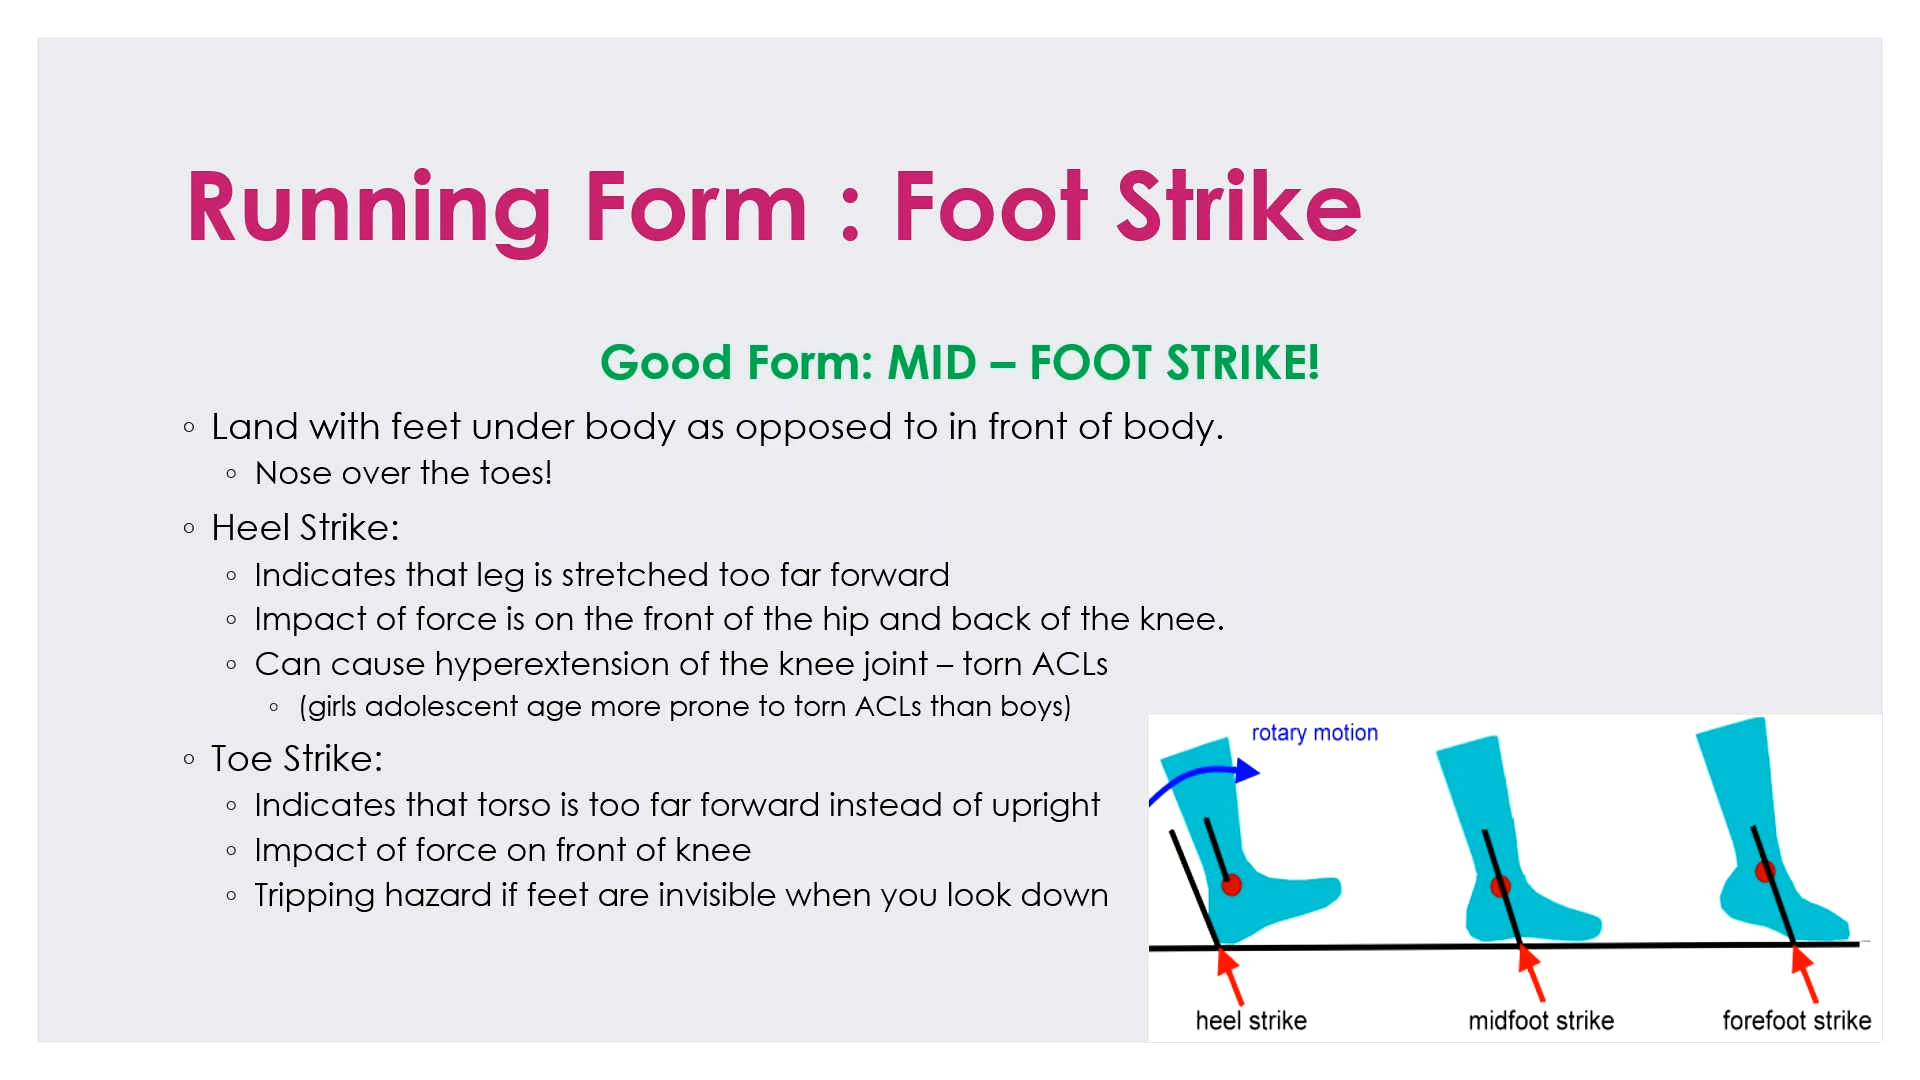 Running Form : Foot Strike
Good Form: MID – FOOT STRIKE!
◦ Land with feet under body as opposed to in front of body.
◦ Nose over the toes!
◦ Heel Strike:
◦ Indicates that leg is stretched too far forward
◦ Impact of force is on the front of the hip and back of the knee.
◦ Can cause hyperextension of the knee joint – torn ACLs
◦ (girls adolescent age more prone to torn ACLs than boys)
◦ Toe Strike:
◦ Indicates that torso is too far forward instead of upright
◦ Impact of force on front of knee
◦ Tripping hazard if feet are invisible when you look down
rotary motion
heel strike
midfoot strike
forefoot strike